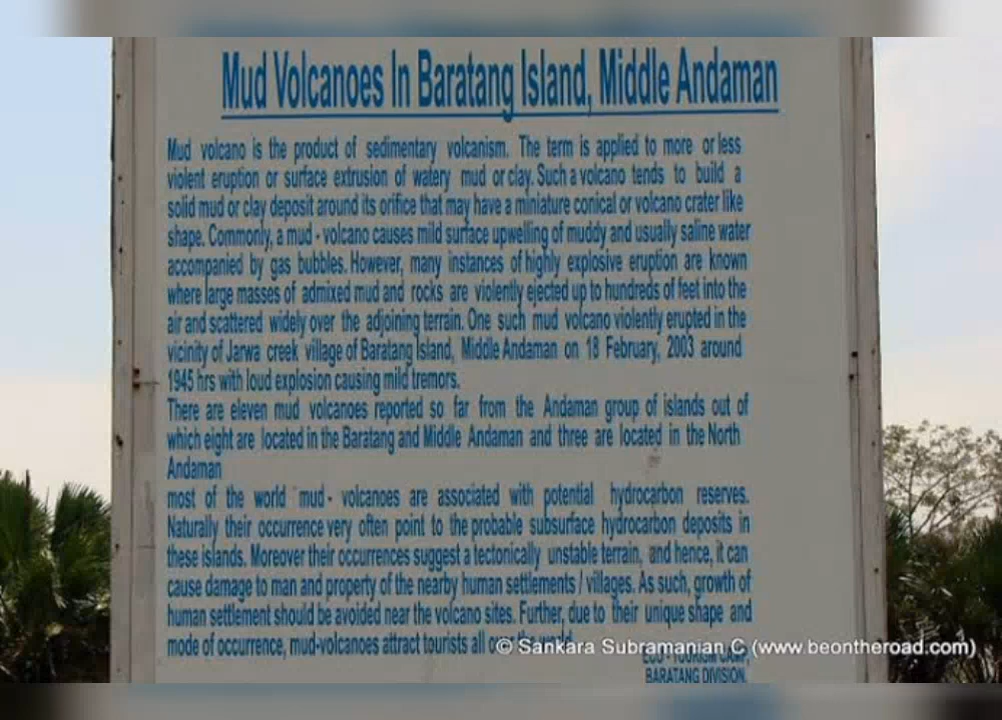 Mud Volcanoes In Baratang Island, Middle Andaman
Mud volcano is the product of sedimentary volcanism. The term is applied to more or less
violent eruption or surface extrusion of watery mud or clay. Such a volcano tends to build a
solid mud or clay deposit around its orifice that may have a miniature conical or volcano crater like
shape. Commonly, a mud - volcano causes mild surface upwelling of muddy and usually saline water
accompanied by gas bubbles. However, many instances of highly explosive eruption are known
where large masses of admixed mud and rocks are violently ejected up to hundreds of feet into the
air and scattered widely over the adjoining terrain. One such mud volcano violently erupted in the
vicinity of Jarwa creek village of Baratang Island, Middle Andaman on 18 February, 2003 around
1945 hrs with loud explosion causing mild tremors.
There are eleven mud volcanoes reported so far from the Andaman group of islands out of
which eight are located in the Baratang and Middle Andaman and three are located in the North
Andaman
most of the world mud - volcanoes are associated with potential hydrocarbon reserves.
Naturally their occurrence very often point to the probable subsurface hydrocarbon deposits in
these islands. Moreover their occurrences suggest a tectonically unstable terrain, and hence, it can
cause damage to man and property of the nearby human settlements / villages. As such, growth of
human settlement should be avoided near the volcano sites. Further, due to their unique shape and
mode of occurrence, mud-volcanoes attract tourists all
© Sankara Subramanian C (www.beontheroad.com)
ECO - TOURISM CAMP,
BARATANG DIVISION.